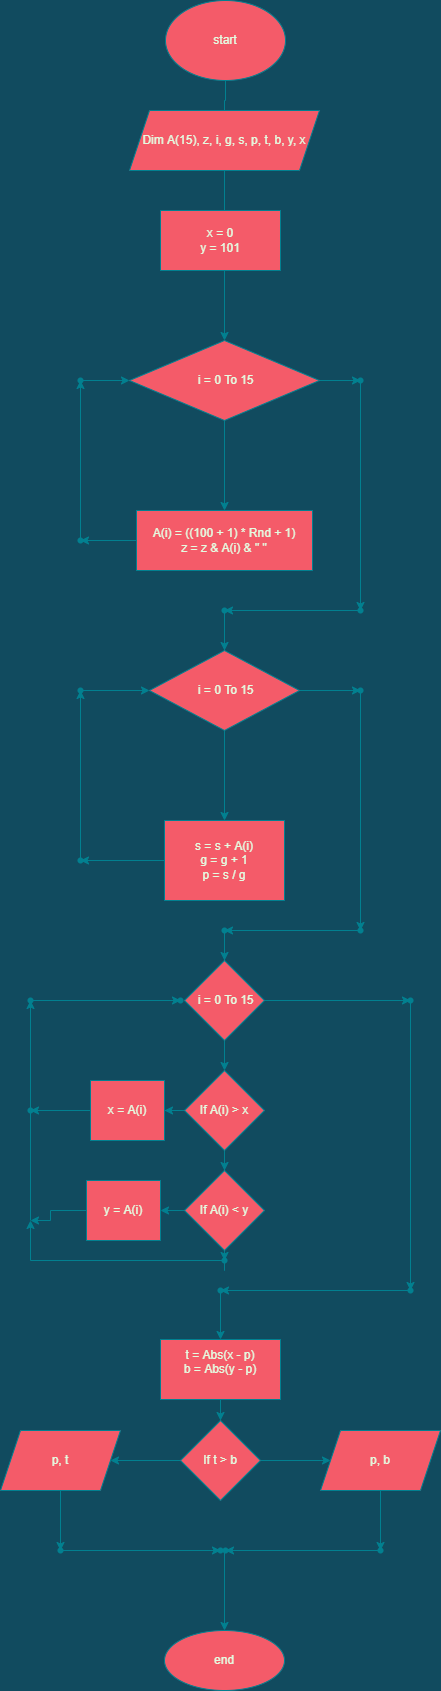 start
Dim A(15), z, i, g, s, p, t, b, y, x
x = 0
y = 101
i = 0 To 15
A(i) = ((100 + 1) * Rnd + 1)
z = z & A(i) & " "
i = 0 To 15
s = s + A(i)
g = g + 1
p = s / g
i = 0 To 15
x = A(i)
If A(i) > x
y = A(i)
If A(i) < y
t = Abs(x - p)
b = Abs(y - p)
p, t
If t > b
p, b
end